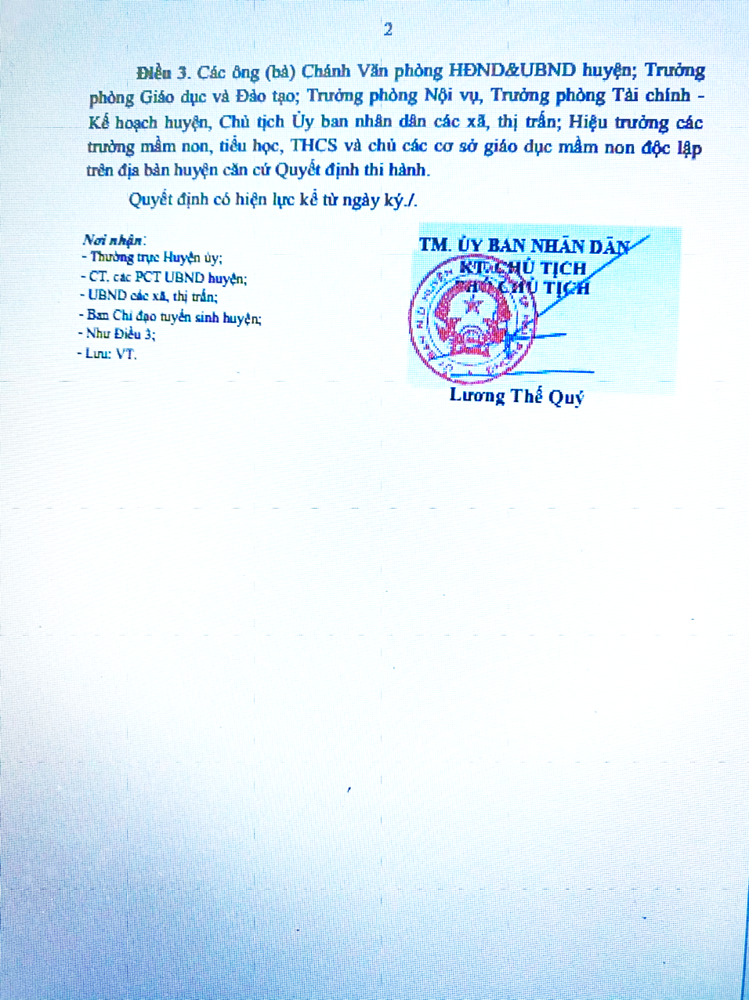 2
Điều 3. Các ông (bà) Chánh Văn phòng HĐND&UBND huyện; Trưởng
phòng Giáo dục và Đào tạo; Trưởng phòng Nội vụ, Trưởng phòng Tài chính -
Kế hoạch huyện, Chủ tịch Ủy ban nhân dân các xã, thị trấn; Hiệu trưởng các
trường mầm non, tiểu học, THCS và chủ các cơ sở giáo dục mầm non độc lập
trên địa bàn huyện căn cứ Quyết định thi hành.
Quyết định có hiện lực kể từ ngày ký./.
Nơi nhận:
- Thường trực Huyện ủy;
- CT. các PCT UBND huyện;
- UBND các xã, thị trấn;
- Ban Chỉ đạo tuyển sinh huyện;
- Như Điều 3;
- Lưu: VT.
TM. ỦY BAN NHÂN DÂN
KT. CHỦ TỊCH
PHÓ CHỦ TỊCH
Lương Thế Quý